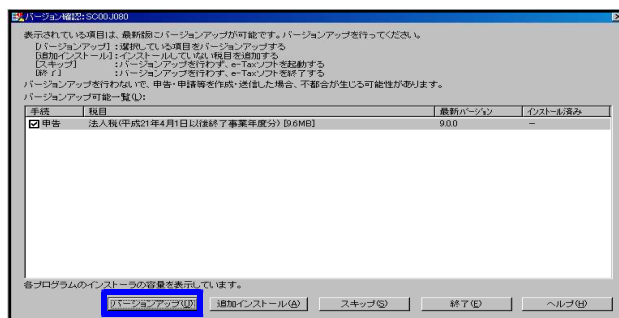 バージョン確認:SC00J080
表示されている項目は、最新版にバージョンアップが可能です。バージョンアップを行ってください。
[バージョンアップ]:選択している項目をバージョンアップする
[追加インストール]:インストールしていない税目を追加する
[スキップ]:バージョンアップを行わず、e-Taxソフトを起動する
[終了]:バージョンアップを行わず、e-Taxソフトを終了する
バージョンアップを行わないで、申告・申請等を作成・送信した場合、不都合が生じる可能性があります。
バージョンアップ可能一覧(L):
手続 税目 最新バージョン インストール済み
申告 法人税(平成21年4月1日以後終了事業年度分) [9.6MB] 9.0.0 －
各プログラムのインストーラの容量を表示しています。
バージョンアップ(U) 追加インストール(A) スキップ(S) 終了(E) ヘルプ(H)